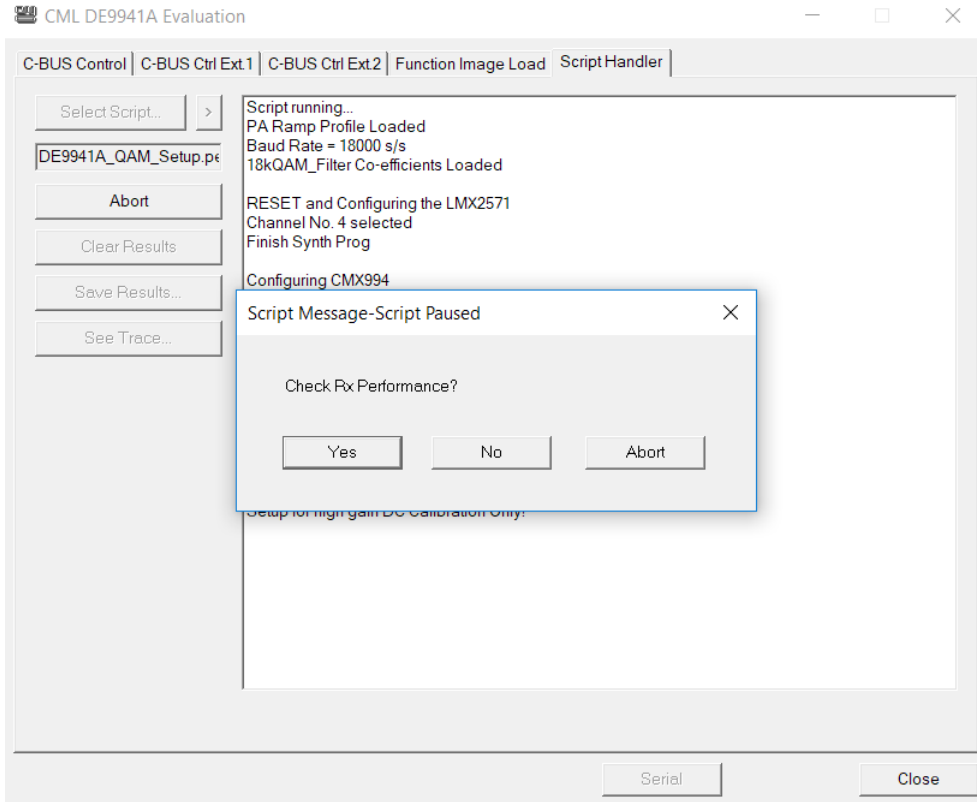 CML DE9941A Evaluation
C-BUS Control C-BUS Ctrl Ext.1 C-BUS Ctrl Ext.2 Function Image Load Script Handler
Select Script... >
DE9941A_QAM_Setup.pe
Abort
Clear Results
Save Results...
See Trace...
Script running...
PA Ramp Profile Loaded
Baud Rate = 18000 s/s
18kQAM_Filter Co-efficients Loaded
RESET and Configuring the LMX2571
Channel No. 4 selected
Finish Synth Prog
Configuring CMX994
Script Message-Script Paused
Check Rx Performance?
Yes No Abort
Setup for high gain DC Calibration Only!
Serial Close